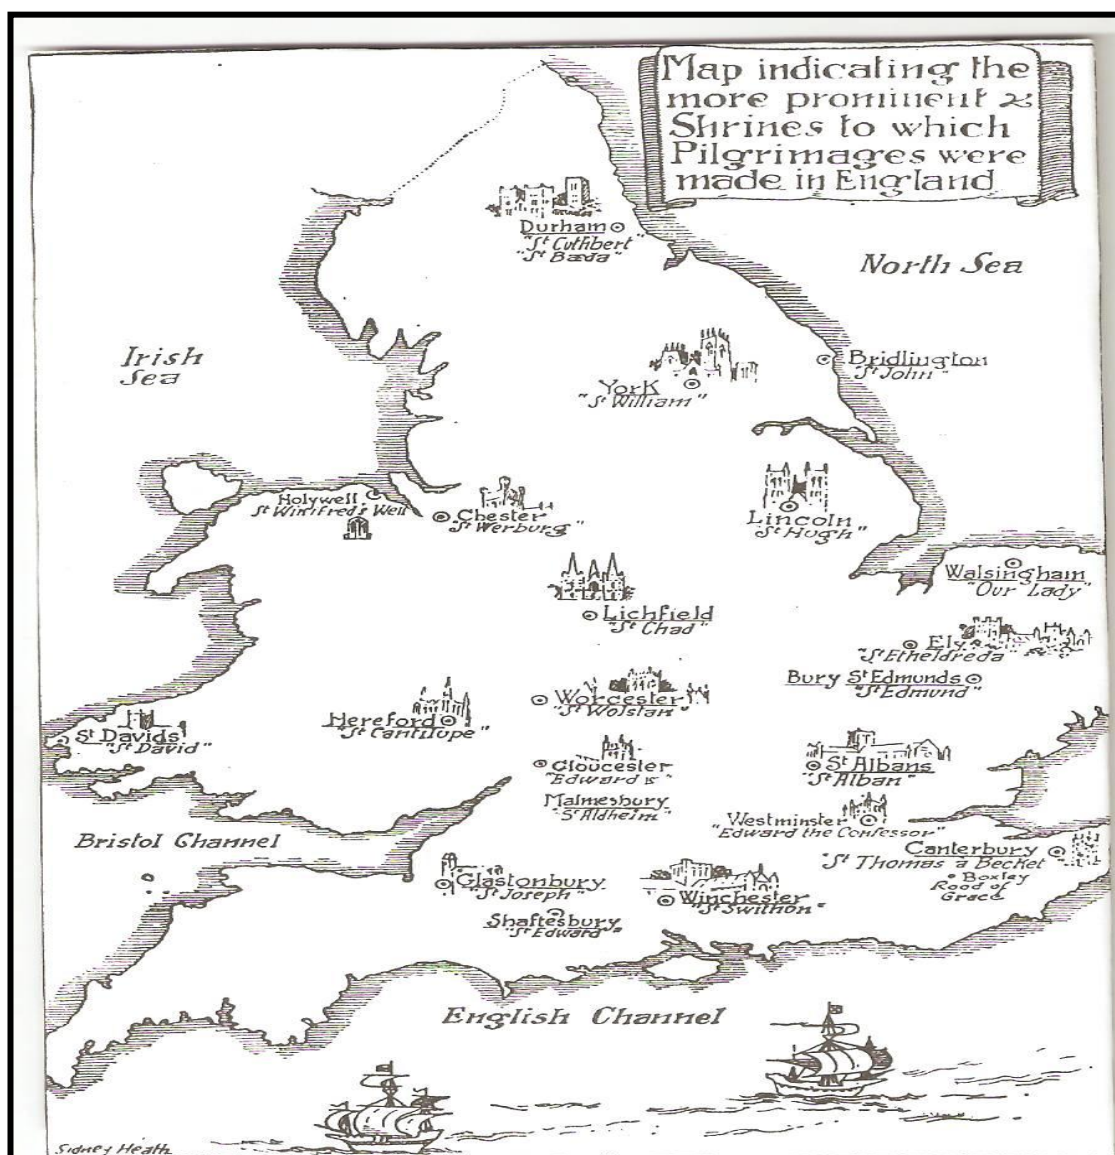 Map indicating the
more prominent &
Shrines to which
Pilgrimages were
made in England
Durham
"St Cuthbert"
"St Bæda"
North Sea
Irish
Sea
Bridlington
"St John"
York
"St William"
Holywell
St Winifred's Well
Chester
"St Werburg"
Lincoln
"St Hugh"
Walsingham
"Our Lady"
Lichfield
"St Chad"
Ely
"St Etheldreda"
Bury St Edmunds
"St Edmund"
Worcester
"St Wolstan"
Hereford
"St Cantilupe"
St Davids
"St David"
Gloucester
"Edward II"
St Albans
"St Alban"
Malmesbury
"St Aldhelm"
Westminster
"Edward the Confessor"
Bristol Channel
Canterbury
"St Thomas à Becket
Boxley
Rood of
Grace
Glastonbury
"St Joseph"
Winchester
"St Swithun"
Shaftesbury
"St Edward"
English Channel
Sidney Heath